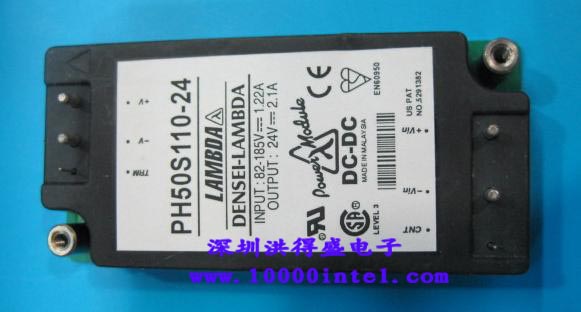 PH50S110-24
LAMBDA
DENSEI-LAMBDA
INPUT : 82-185V 1.22A
OUTPUT : 24V 2.1A
Power Module
DC-DC
MADE IN MALAYSIA
LEVEL 3
EN60950
US PAT
NO.5291382
+V
-V
TRM
+Vin
-Vin
CNT
深圳洪得盛电子
www.10000intel.com